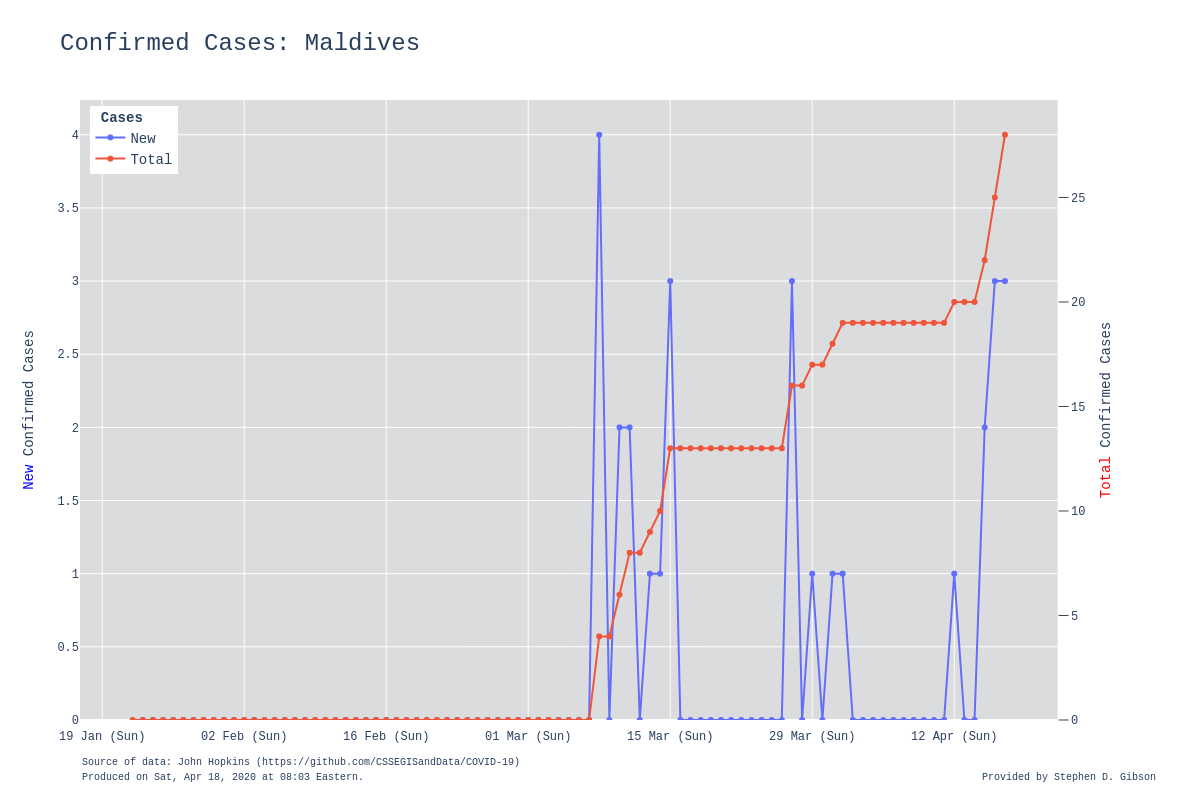 Confirmed Cases: Maldives
Cases
New
Total
4
3.5
3
2.5
2
1.5
1
0.5
0
New Confirmed Cases
25
20
15
10
5
0
Total Confirmed Cases
19 Jan (Sun)
02 Feb (Sun)
16 Feb (Sun)
01 Mar (Sun)
15 Mar (Sun)
29 Mar (Sun)
12 Apr (Sun)
Source of data: John Hopkins (https://github.com/CSSEGISandData/COVID-19)
Produced on Sat, Apr 18, 2020 at 08:03 Eastern.
Provided by Stephen D. Gibson